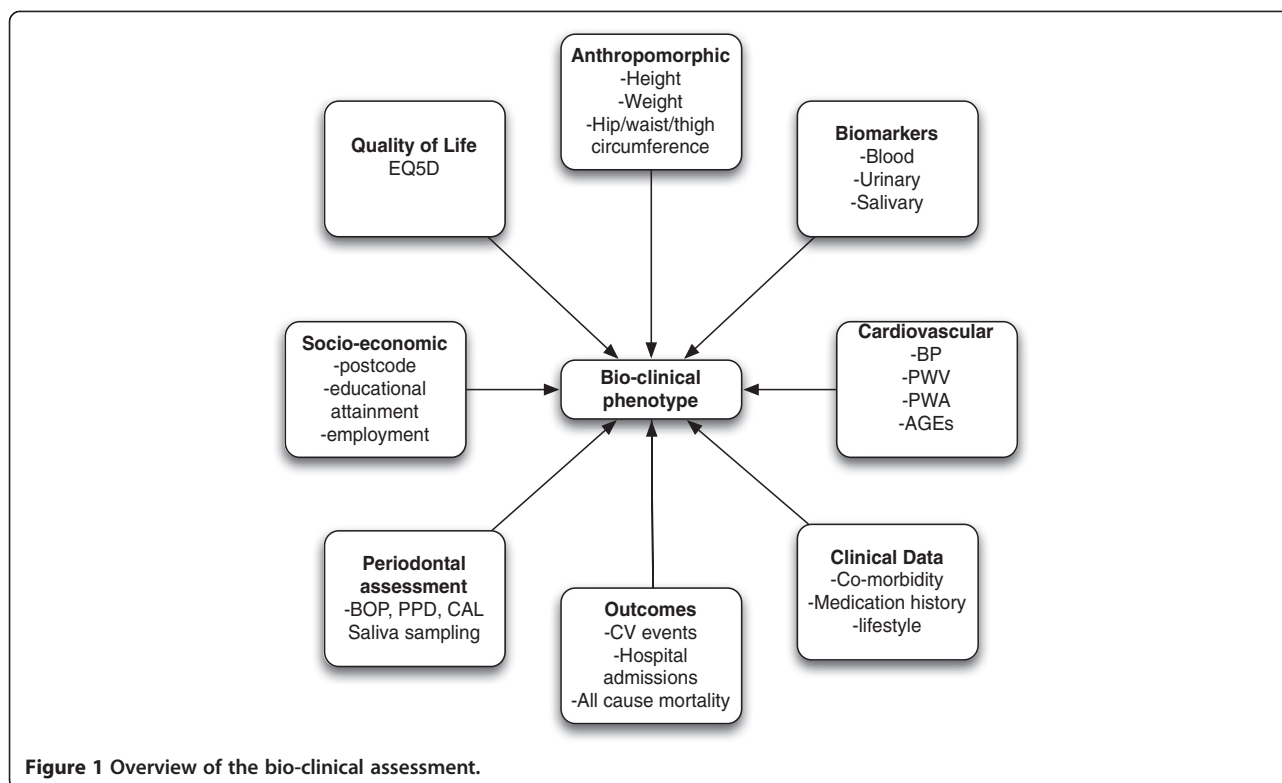 Anthropomorphic
-Height
-Weight
-Hip/waist/thigh
circumference
Quality of Life
EQ5D
Biomarkers
-Blood
-Urinary
-Salivary
Socio-economic
-postcode
-educational
attainment
-employment
Bio-clinical
phenotype
Cardiovascular
-BP
-PWV
-PWA
-AGEs
Periodontal
assessment
-BOP, PPD, CAL
Saliva sampling
Outcomes
-CV events
-Hospital
admissions
-All cause mortality
Clinical Data
-Co-morbidity
-Medication history
-lifestyle
Figure 1 Overview of the bio-clinical assessment.